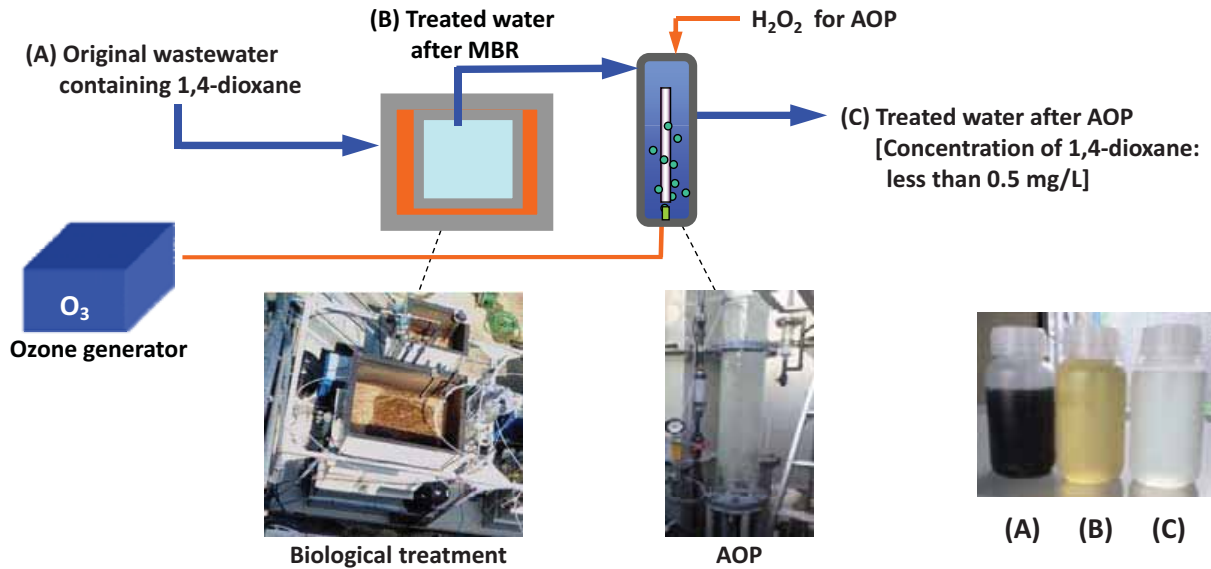 (B) Treated water
after MBR
H₂O₂ for AOP
(A) Original wastewater
containing 1,4-dioxane
(C) Treated water after AOP
[Concentration of 1,4-dioxane:
less than 0.5 mg/L]
O₃
Ozone generator
Biological treatment
AOP
(A) (B) (C)